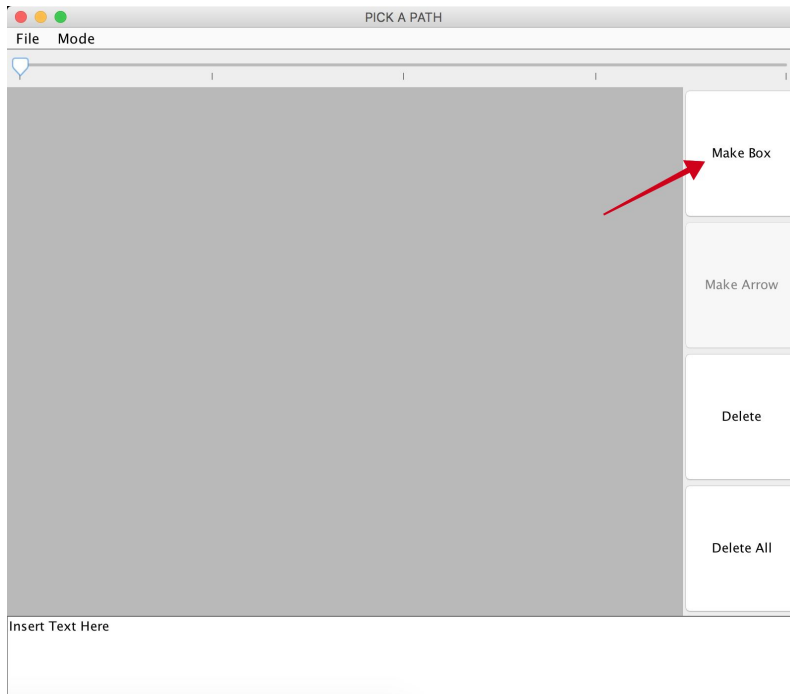 PICK A PATH
File Mode
Make Box
Make Arrow
Delete
Delete All
Insert Text Here